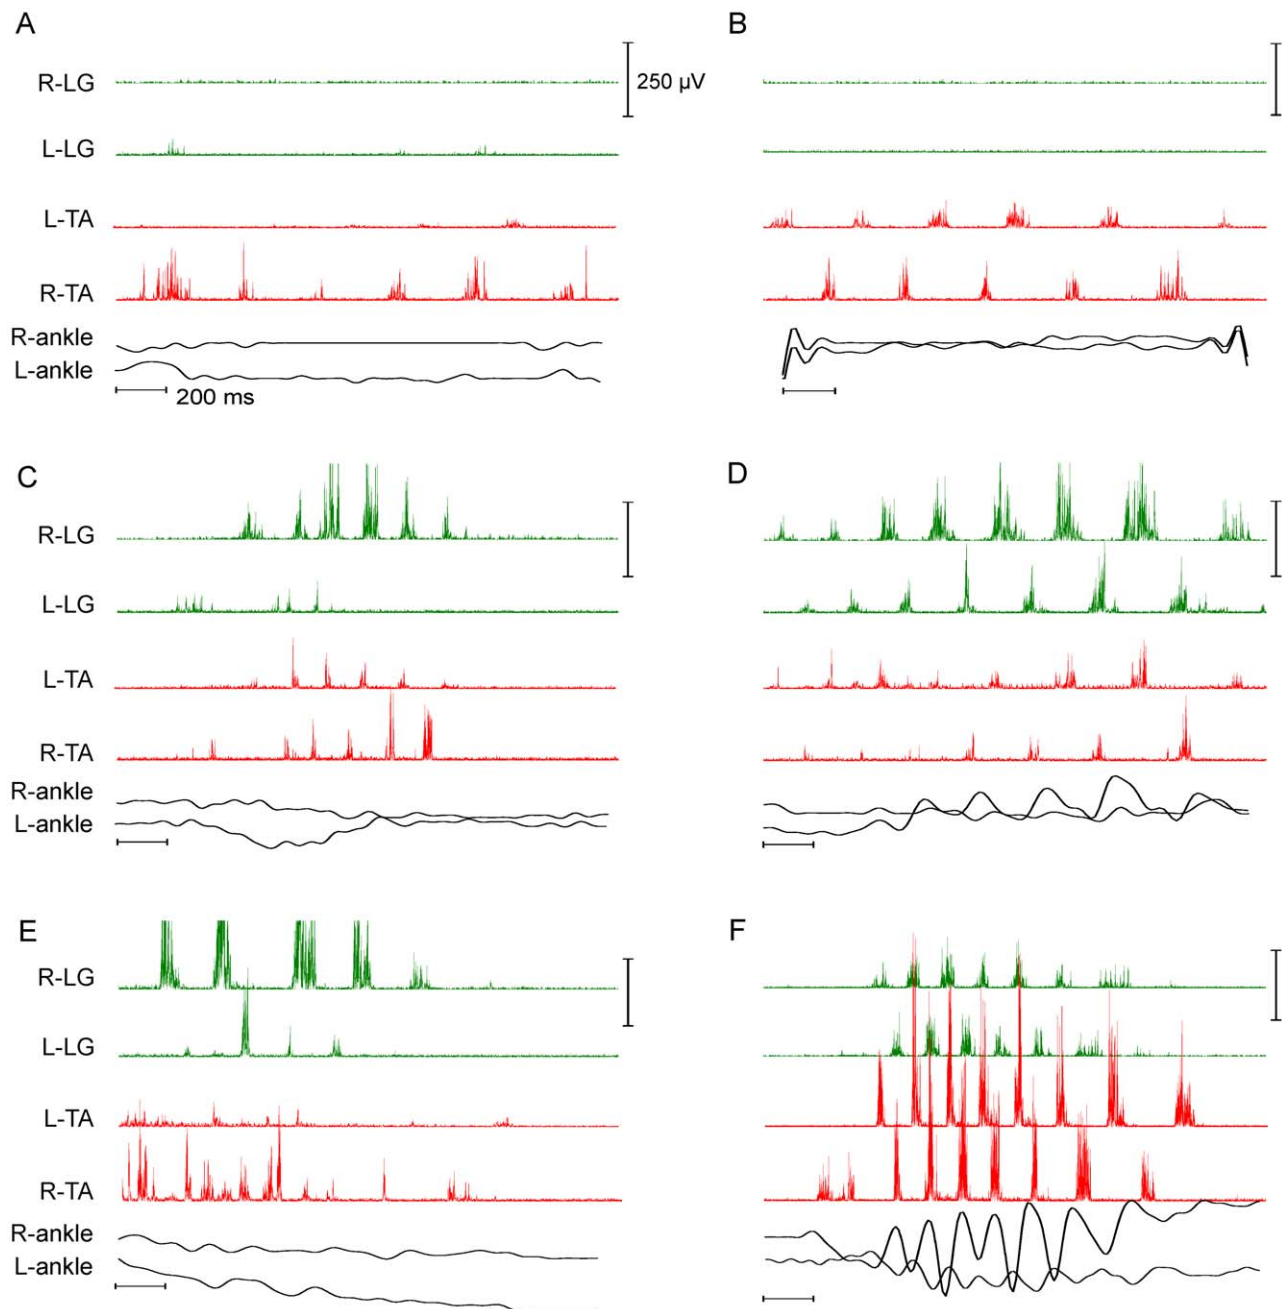 A
R-LG
250 µV
L-LG
L-TA
R-TA
R-ankle
L-ankle
200 ms
B
C
R-LG
L-LG
L-TA
R-TA
R-ankle
L-ankle
D
E
R-LG
L-LG
L-TA
R-TA
R-ankle
L-ankle
F